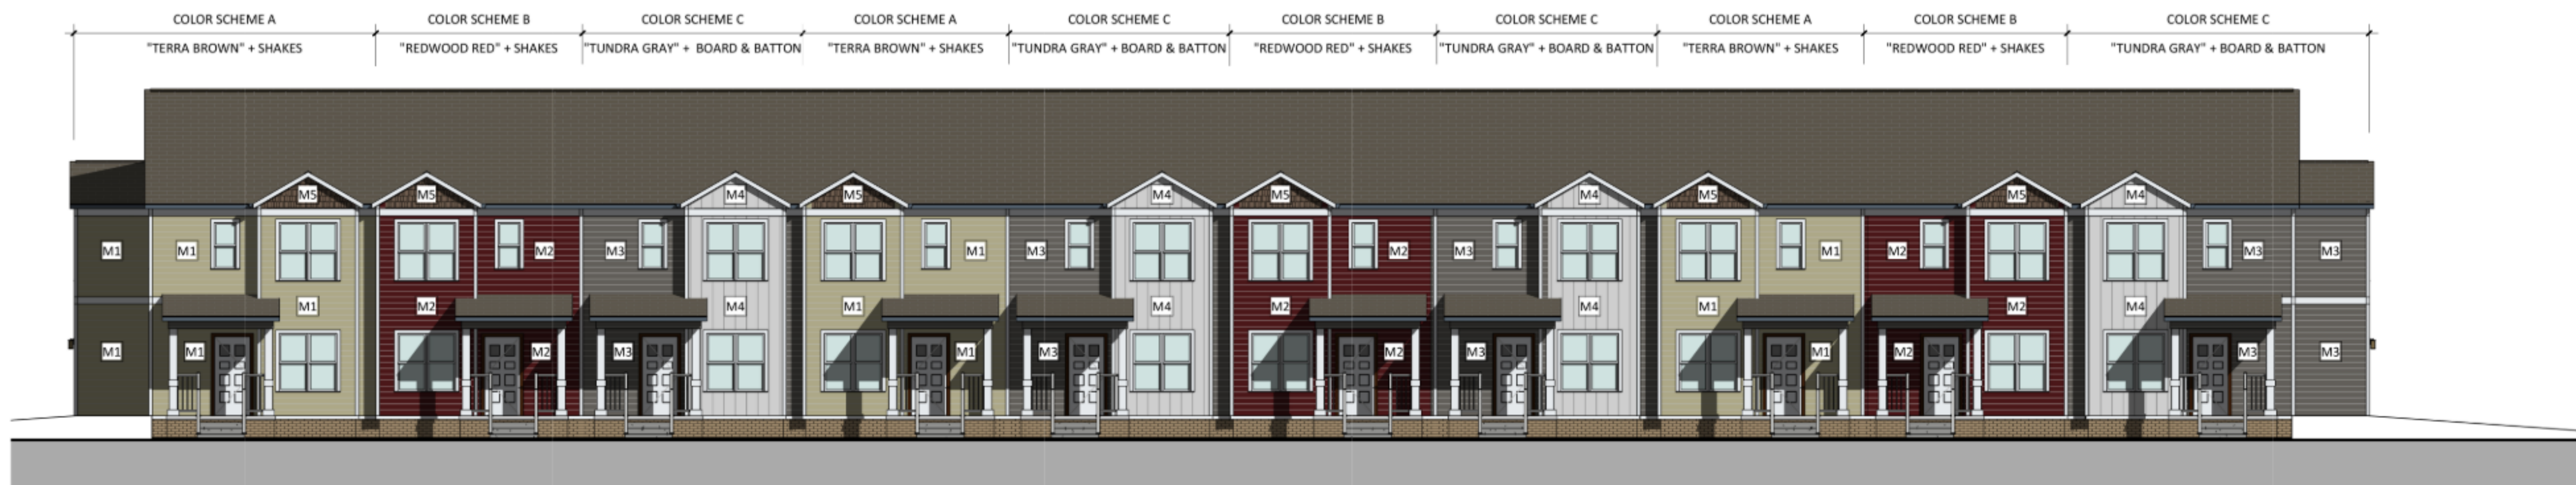 COLOR SCHEME A COLOR SCHEME B COLOR SCHEME C COLOR SCHEME A COLOR SCHEME C COLOR SCHEME B COLOR SCHEME C COLOR SCHEME A COLOR SCHEME B COLOR SCHEME C
"TERRA BROWN" + SHAKES "REDWOOD RED" + SHAKES "TUNDRA GRAY" + BOARD & BATTON "TERRA BROWN" + SHAKES "TUNDRA GRAY" + BOARD & BATTON "REDWOOD RED" + SHAKES "TUNDRA GRAY" + BOARD & BATTON "TERRA BROWN" + SHAKES "REDWOOD RED" + SHAKES "TUNDRA GRAY" + BOARD & BATTON
M5 M5 M4 M5 M4 M5 M4 M5 M5 M4
M1 M1 M2 M3 M1 M3 M2 M3 M1 M2 M3 M3
M1 M2 M4 M1 M4 M2 M4 M1 M2 M4
M1 M1 M2 M3 M1 M3 M2 M3 M1 M2 M3 M3